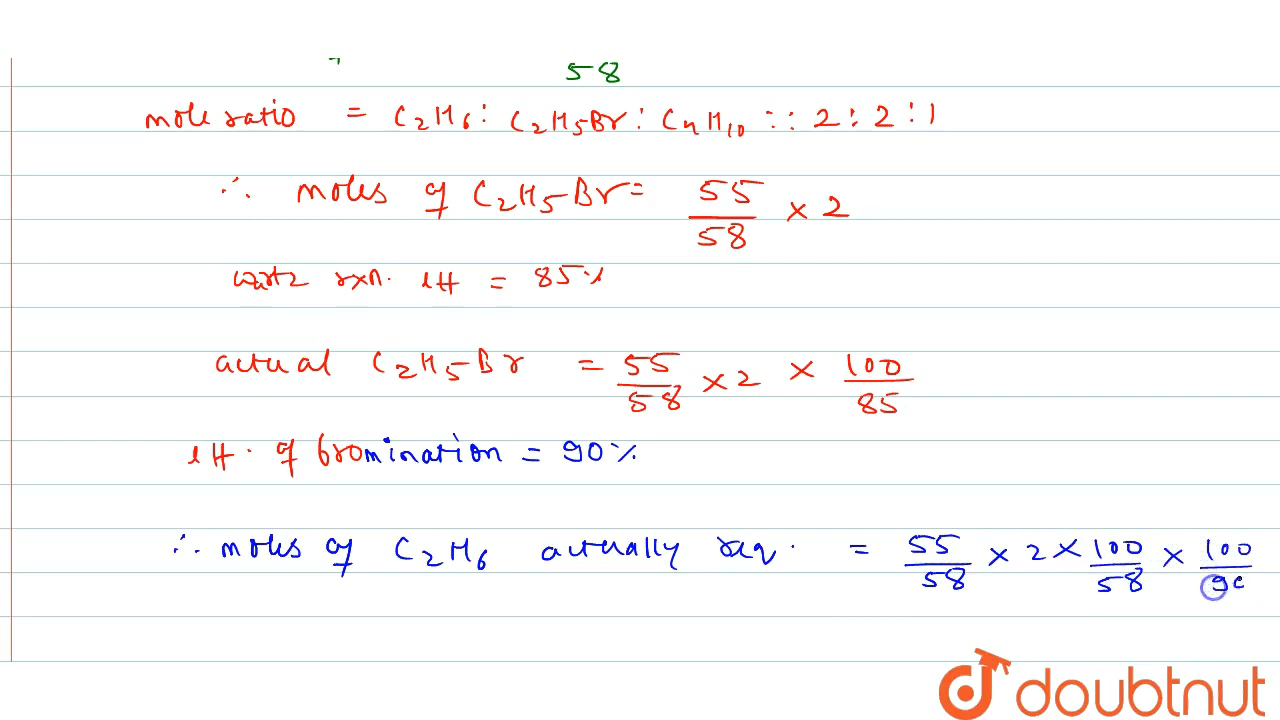 58
mole ratio = C2H6 : C2H5Br : C4H10 :: 2 : 2 : 1
∴ moles of C2H5Br = 55/58 × 2
wurtz rxn. eff = 85%
actual C2H5Br = 55/58 × 2 × 100/85
eff. of bromination = 90%
∴ moles of C2H6 actually req. = 55/58 × 2 × 100/58 × 100/90
doubtnut